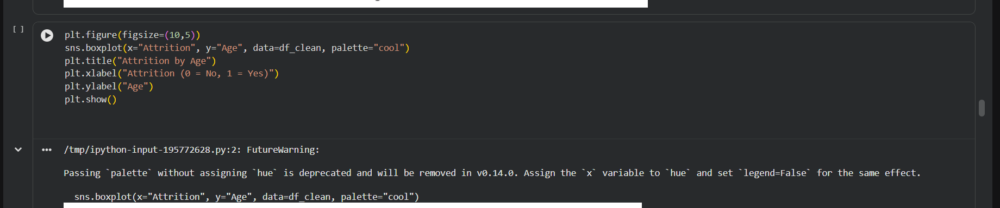 [ ]
plt.figure(figsize=(10,5))
sns.boxplot(x="Attrition", y="Age", data=df_clean, palette="cool")
plt.title("Attrition by Age")
plt.xlabel("Attrition (0 = No, 1 = Yes)")
plt.ylabel("Age")
plt.show()
/tmp/ipython-input-195772628.py:2: FutureWarning:
Passing `palette` without assigning `hue` is deprecated and will be removed in v0.14.0. Assign the `x` variable to `hue` and set `legend=False` for the same effect.
sns.boxplot(x="Attrition", y="Age", data=df_clean, palette="cool")